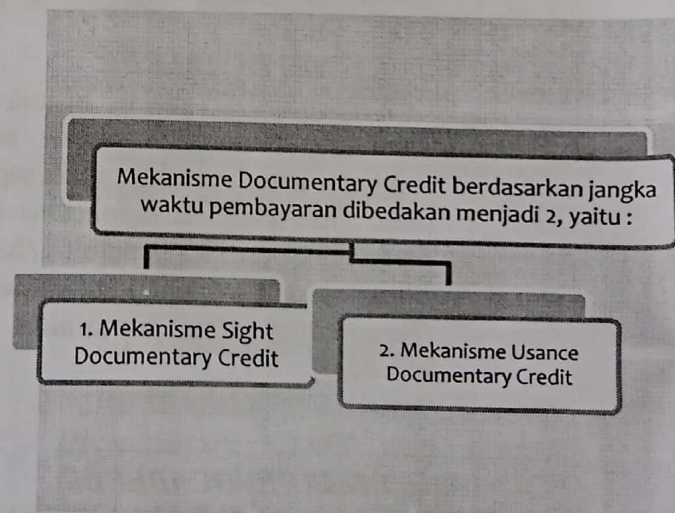 Mekanisme Documentary Credit berdasarkan jangka
waktu pembayaran dibedakan menjadi 2, yaitu :
1. Mekanisme Sight
Documentary Credit
2. Mekanisme Usance
Documentary Credit